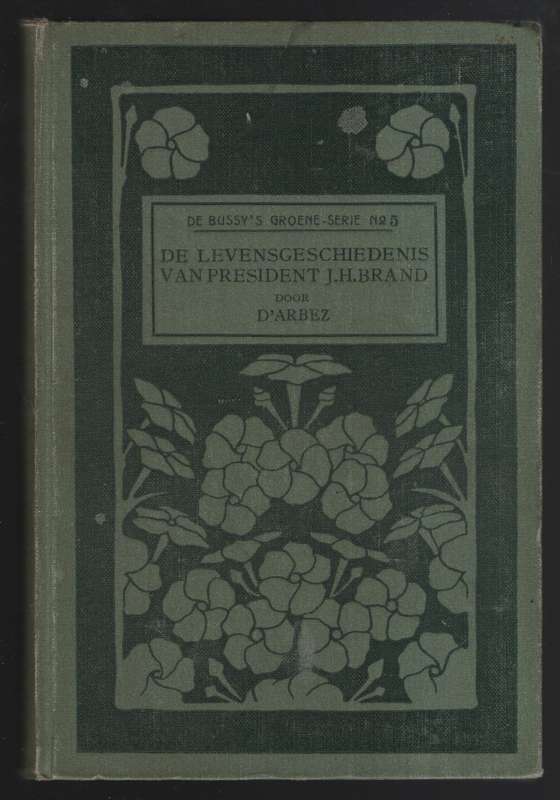 DE BUSSY'S GROENE-SERIE No 5
DE LEVENSGESCHIEDENIS
VAN PRESIDENT J.H. BRAND
DOOR
D'ARBEZ